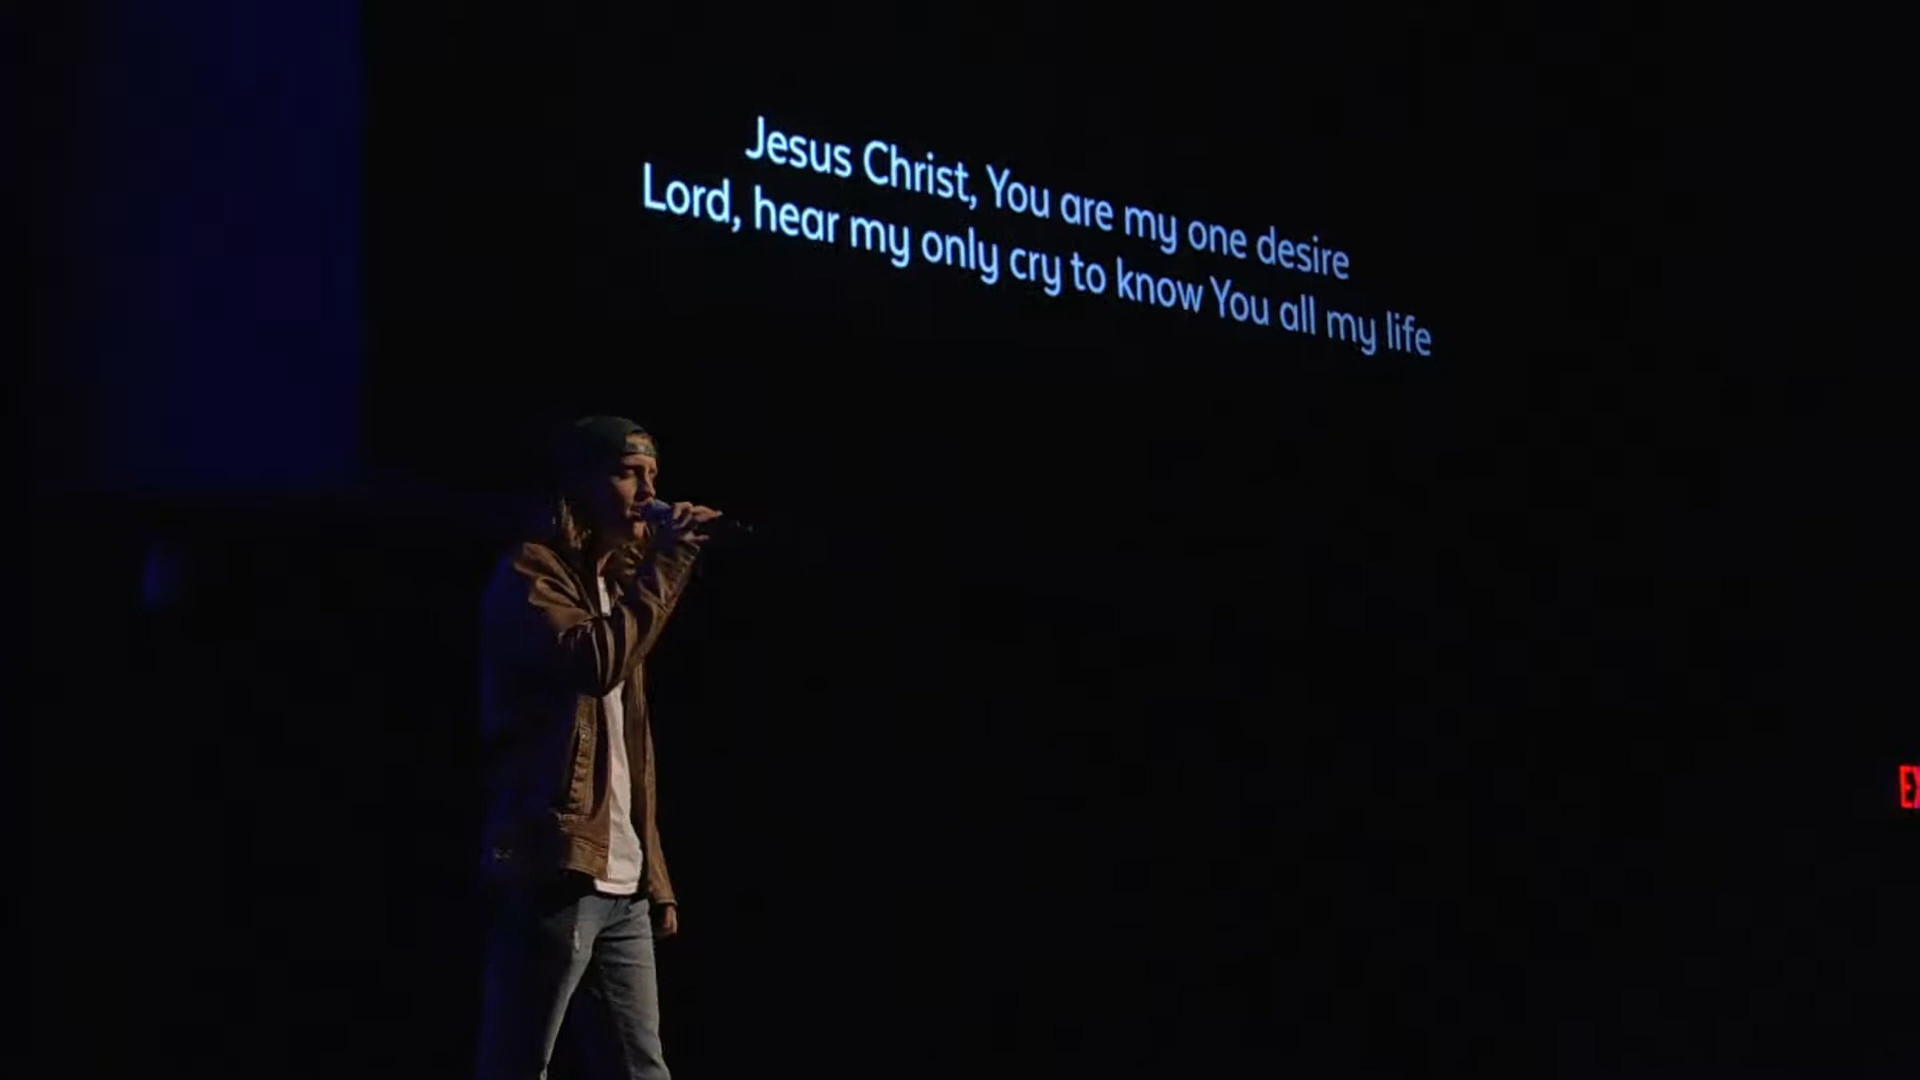 Jesus Christ, You are my one desire
Lord, hear my only cry to know You all my life